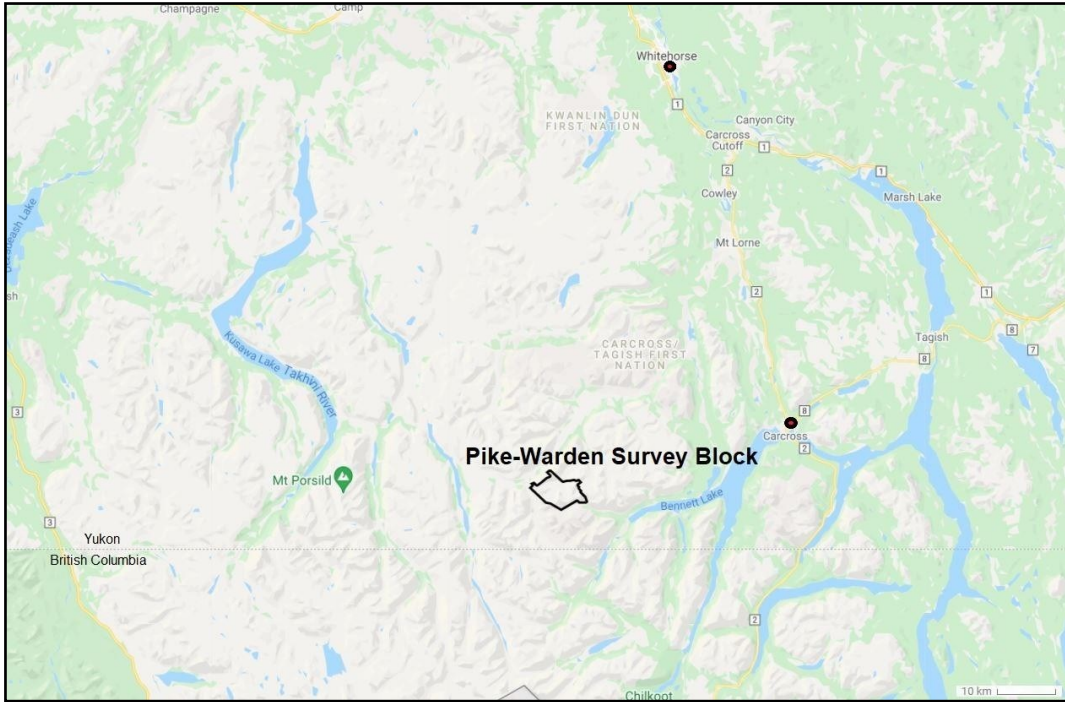 Champagne
Camp
Whitehorse
1
KWANLIN DUN
FIRST NATION
Canyon City
Carcross
Cutoff
1
2
1
Cowley
Marsh Lake
Mt Lorne
2
1
Tagish
8
8
7
Kusawa Lake
Takhini River
CARCROSS/
TAGISH FIRST
NATION
3
8
Carcross
2
Pike-Warden Survey Block
Mt Porsild
Bennett Lake
3
Yukon
British Columbia
2
Chilkoot
10 km